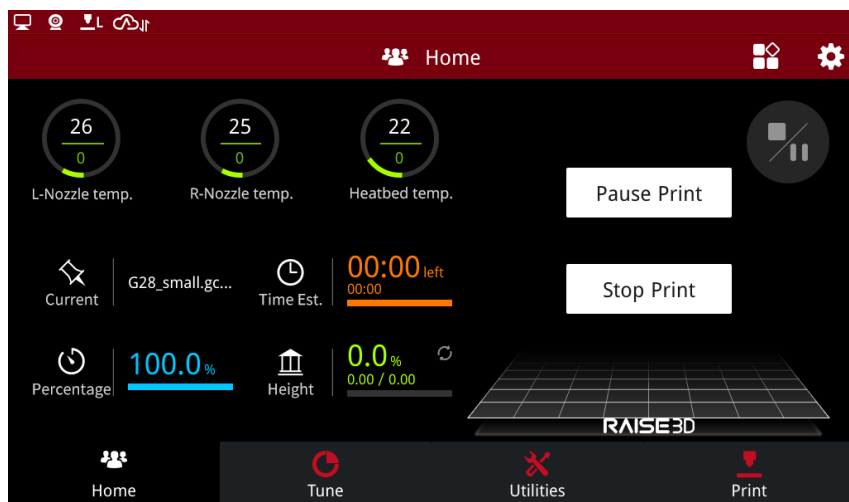 L
Home
26
0
L-Nozzle temp.
25
0
R-Nozzle temp.
22
0
Heatbed temp.
Pause Print
Current
G28_small.gc...
Time Est.
00:00 left
00:00
Stop Print
Percentage
100.0 %
Height
0.0 %
0.00 / 0.00
RAISE3D
Home
Tune
Utilities
Print